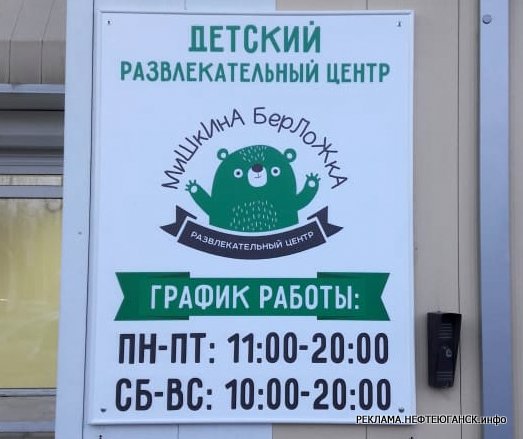 ДЕТСКИЙ
РАЗВЛЕКАТЕЛЬНЫЙ ЦЕНТР
МиШкИнА БерЛоЖкА
РАЗВЛЕКАТЕЛЬНЫЙ ЦЕНТР
ГРАФИК РАБОТЫ:
ПН-ПТ: 11:00-20:00
СБ-ВС: 10:00-20:00
РЕКЛАМА.НЕФТЕЮГАНСК.инфо